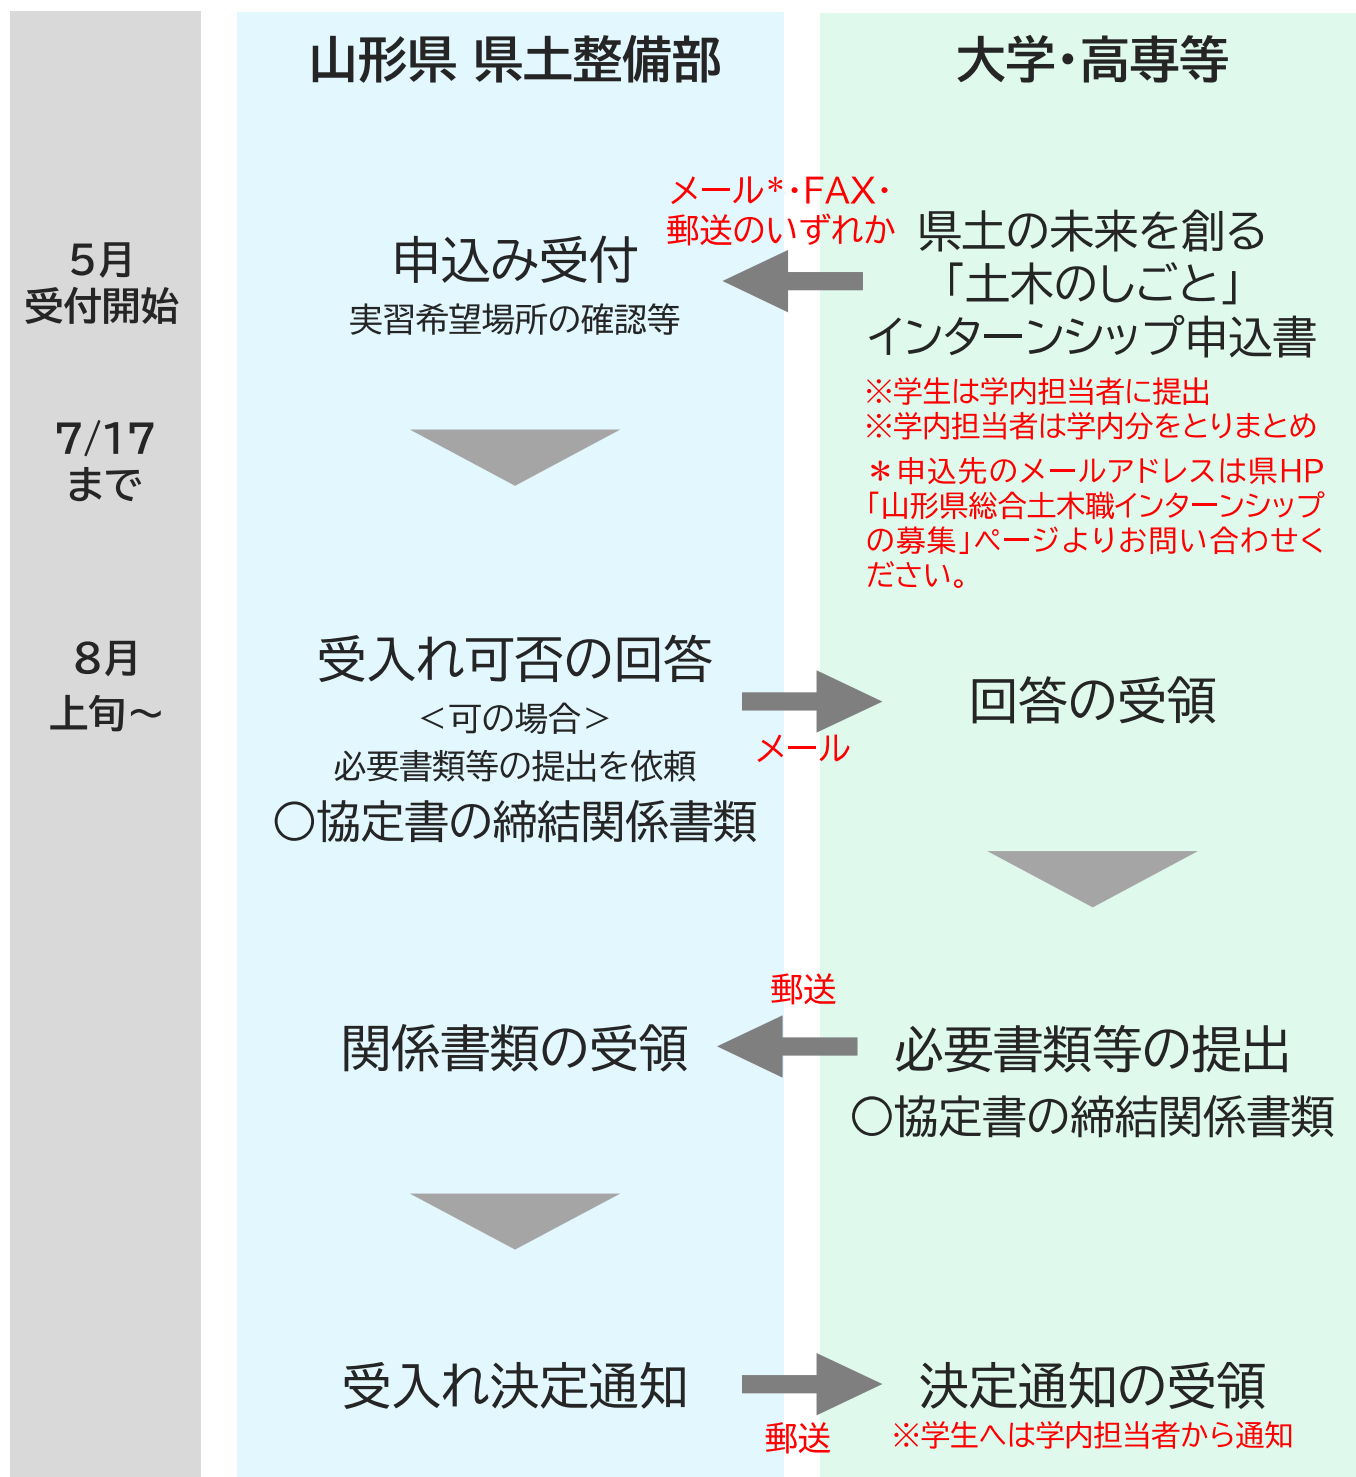 山形県 県土整備部
大学・高専等
5月
受付開始
7/17
まで
申込み受付
実習希望場所の確認等
メール*・FAX・
郵送のいずれか
県土の未来を創る
「土木のしごと」
インターンシップ申込書
※学生は学内担当者に提出
※学内担当者は学内分をとりまとめ
＊申込先のメールアドレスは県HP
「山形県総合土木職インターンシップ
の募集」ページよりお問い合わせく
ださい。
8月
上旬～
受入れ可否の回答
＜可の場合＞
必要書類等の提出を依頼
〇協定書の締結関係書類
メール
回答の受領
郵送
関係書類の受領
必要書類等の提出
〇協定書の締結関係書類
受入れ決定通知
郵送
決定通知の受領
※学生へは学内担当者から通知